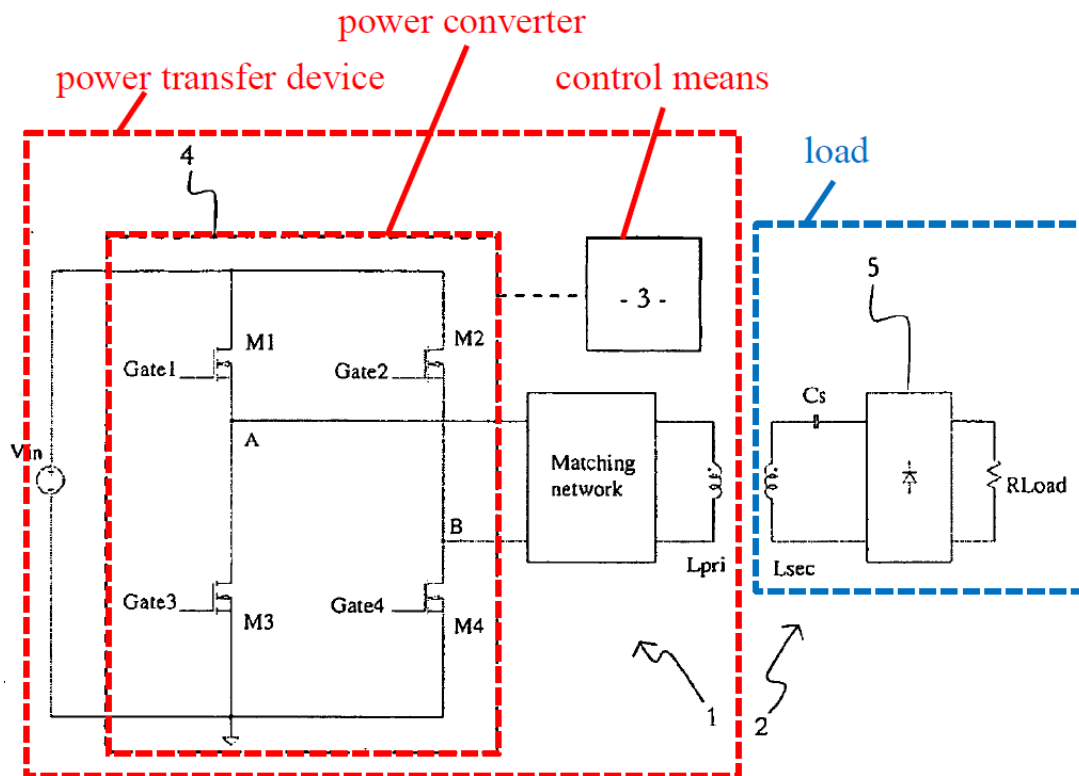 power converter
power transfer device
control means
load
4
5
- 3 -
M1
M2
Gate1
Gate2
Cs
A
Vin
Matching
network
RLoad
B
Lpri
Lsec
Gate3
Gate4
M3
M4
1
2